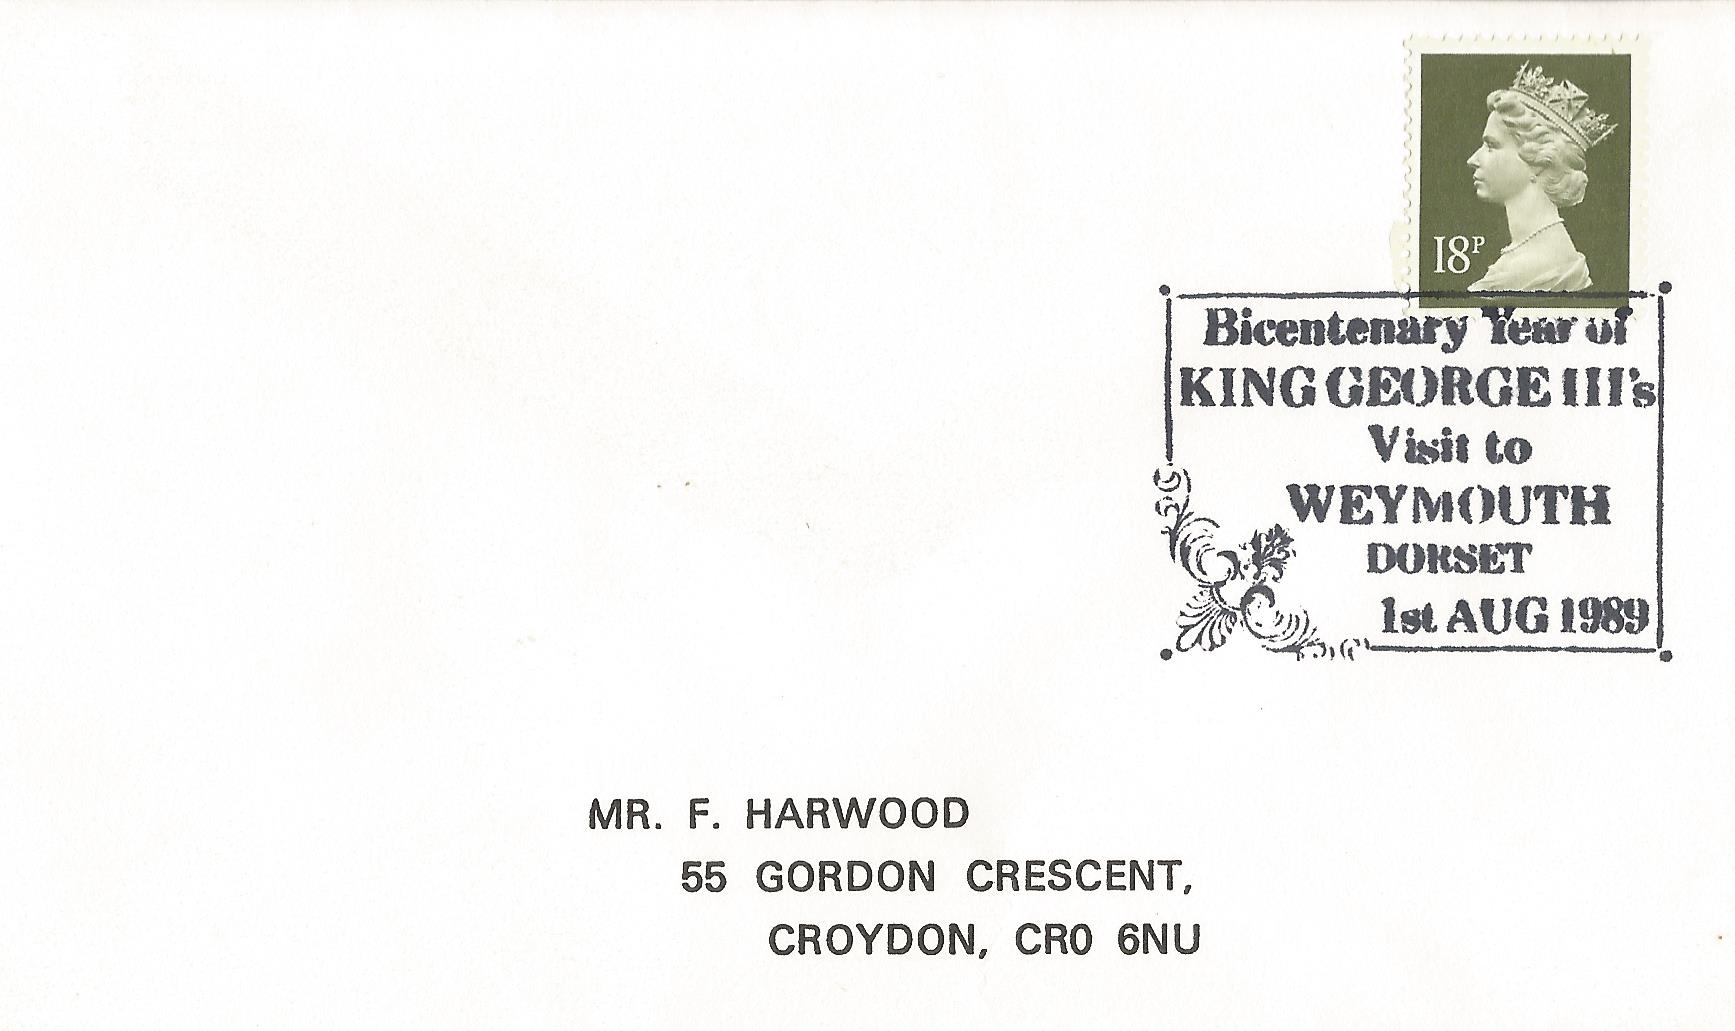 18P
Bicentenary Year of
KING GEORGE III's
Visit to
WEYMOUTH
DORSET
1st AUG 1989
MR. F. HARWOOD
55 GORDON CRESCENT,
CROYDON, CR0 6NU